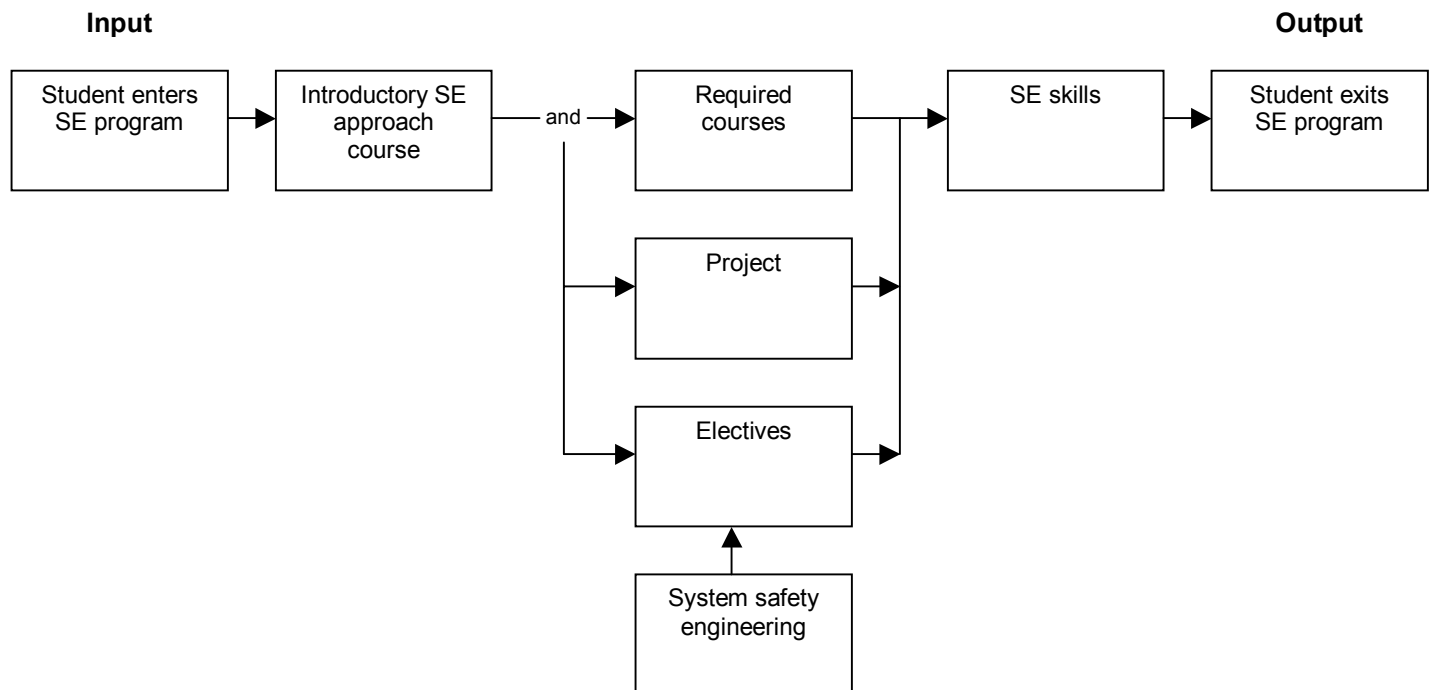 Input
Output
Student enters
SE program
Introductory SE
approach
course
and
Required
courses
SE skills
Student exits
SE program
Project
Electives
System safety
engineering